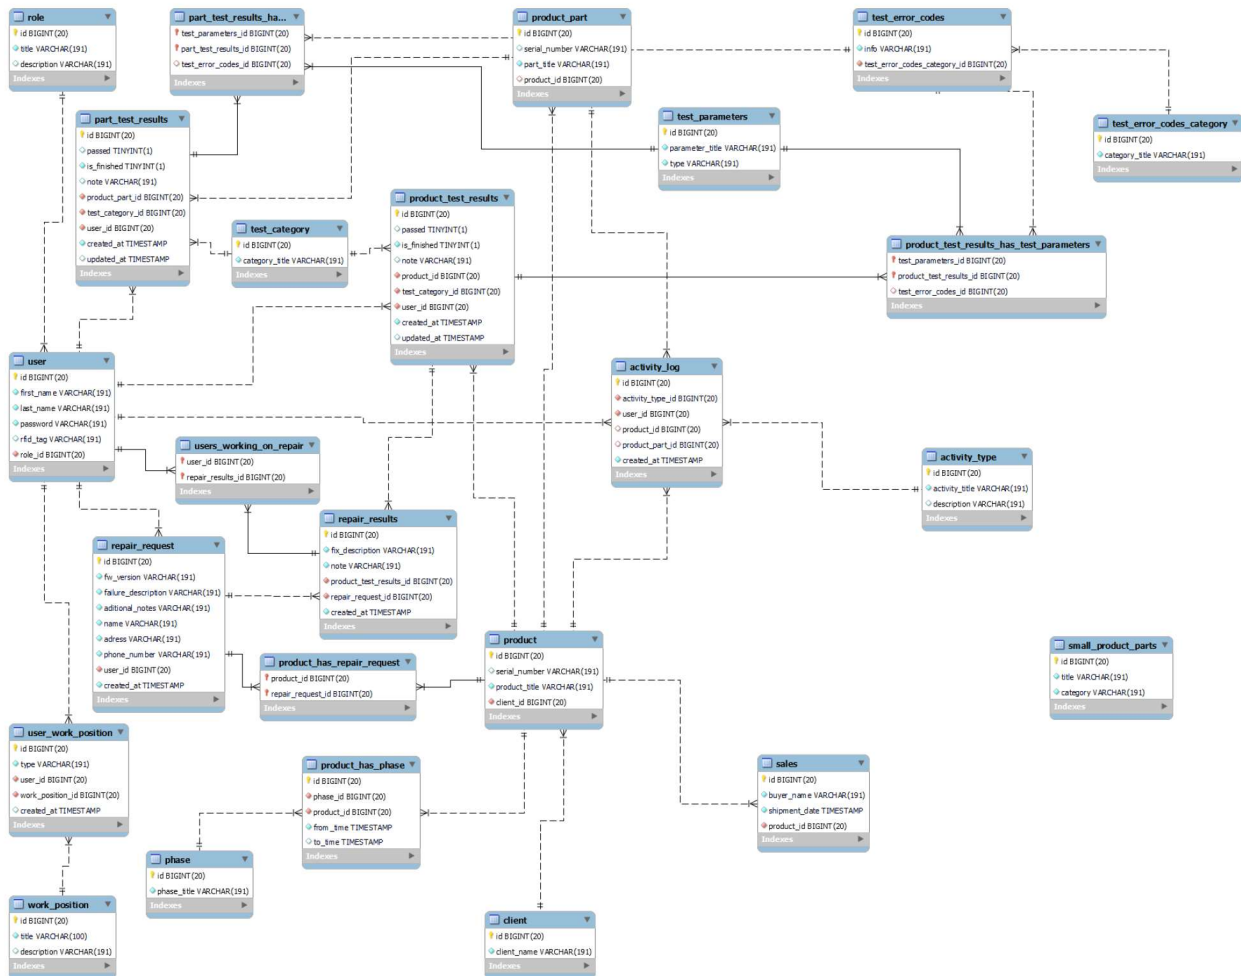 role
id BIGINT(20)
title VARCHAR(191)
description VARCHAR(191)
Indexes
part_test_results_ha...
test_parameters_id BIGINT(20)
part_test_results_id BIGINT(20)
test_error_codes_id BIGINT(20)
Indexes
product_part
id BIGINT(20)
serial_number VARCHAR(191)
part_title VARCHAR(191)
product_id BIGINT(20)
Indexes
test_error_codes
id BIGINT(20)
info VARCHAR(191)
test_error_codes_category_id BIGINT(20)
Indexes
part_test_results
id BIGINT(20)
passed TINYINT(1)
is_finished TINYINT(1)
note VARCHAR(191)
product_part_id BIGINT(20)
test_category_id BIGINT(20)
user_id BIGINT(20)
created_at TIMESTAMP
updated_at TIMESTAMP
Indexes
test_parameters
id BIGINT(20)
parameter_title VARCHAR(191)
type VARCHAR(191)
Indexes
test_error_codes_category
id BIGINT(20)
category_title VARCHAR(191)
Indexes
test_category
id BIGINT(20)
category_title VARCHAR(191)
Indexes
product_test_results
id BIGINT(20)
passed TINYINT(1)
is_finished TINYINT(1)
note VARCHAR(191)
product_id BIGINT(20)
test_category_id BIGINT(20)
user_id BIGINT(20)
created_at TIMESTAMP
updated_at TIMESTAMP
Indexes
product_test_results_has_test_parameters
test_parameters_id BIGINT(20)
product_test_results_id BIGINT(20)
test_error_codes_id BIGINT(20)
Indexes
user
id BIGINT(20)
first_name VARCHAR(191)
last_name VARCHAR(191)
password VARCHAR(191)
rfid_tag VARCHAR(191)
role_id BIGINT(20)
Indexes
activity_log
id BIGINT(20)
activity_type_id BIGINT(20)
user_id BIGINT(20)
product_id BIGINT(20)
product_part_id BIGINT(20)
created_at TIMESTAMP
Indexes
users_working_on_repair
user_id BIGINT(20)
repair_results_id BIGINT(20)
Indexes
activity_type
id BIGINT(20)
activity_title VARCHAR(191)
description VARCHAR(191)
Indexes
repair_request
id BIGINT(20)
fw_version VARCHAR(191)
failure_description VARCHAR(191)
aditional_notes VARCHAR(191)
name VARCHAR(191)
adress VARCHAR(191)
phone_number VARCHAR(191)
user_id BIGINT(20)
created_at TIMESTAMP
Indexes
repair_results
id BIGINT(20)
fix_description VARCHAR(191)
note VARCHAR(191)
product_test_results_id BIGINT(20)
repair_request_id BIGINT(20)
created_at TIMESTAMP
Indexes
product_has_repair_request
product_id BIGINT(20)
repair_request_id BIGINT(20)
Indexes
product
id BIGINT(20)
serial_number VARCHAR(191)
product_title VARCHAR(191)
client_id BIGINT(20)
Indexes
small_product_parts
id BIGINT(20)
title VARCHAR(191)
category VARCHAR(191)
Indexes
user_work_position
id BIGINT(20)
type VARCHAR(191)
user_id BIGINT(20)
work_position_id BIGINT(20)
created_at TIMESTAMP
Indexes
product_has_phase
id BIGINT(20)
phase_id BIGINT(20)
product_id BIGINT(20)
from_time TIMESTAMP
to_time TIMESTAMP
Indexes
sales
id BIGINT(20)
buyer_name VARCHAR(191)
shipment_date TIMESTAMP
product_id BIGINT(20)
Indexes
phase
id BIGINT(20)
phase_title VARCHAR(191)
Indexes
work_position
id BIGINT(20)
title VARCHAR(100)
description VARCHAR(191)
Indexes
client
id BIGINT(20)
client_name VARCHAR(191)
Indexes